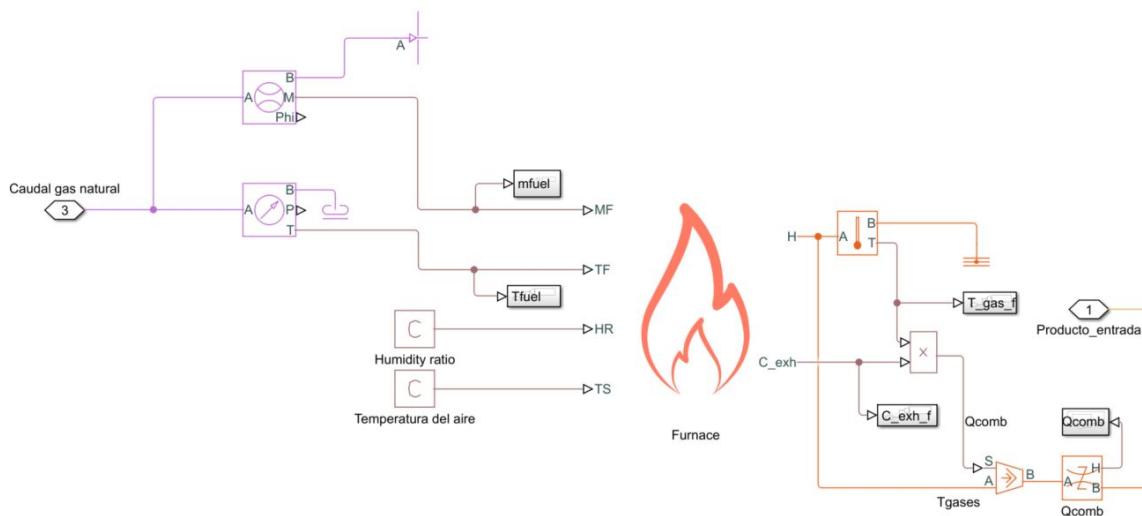 A
B
A
M
Phi
Caudal gas natural
3
B
A
P
T
mfuel
MF
TF
Tfuel
C
HR
Humidity ratio
C
TS
Temperatura del aire
Furnace
H
A
B
T
T_gas_f
1
Producto_entrada
×
C_exh
C_exh_f
Qcomb
Qcomb
S
A
B
Tgases
A
H
B
Qcomb